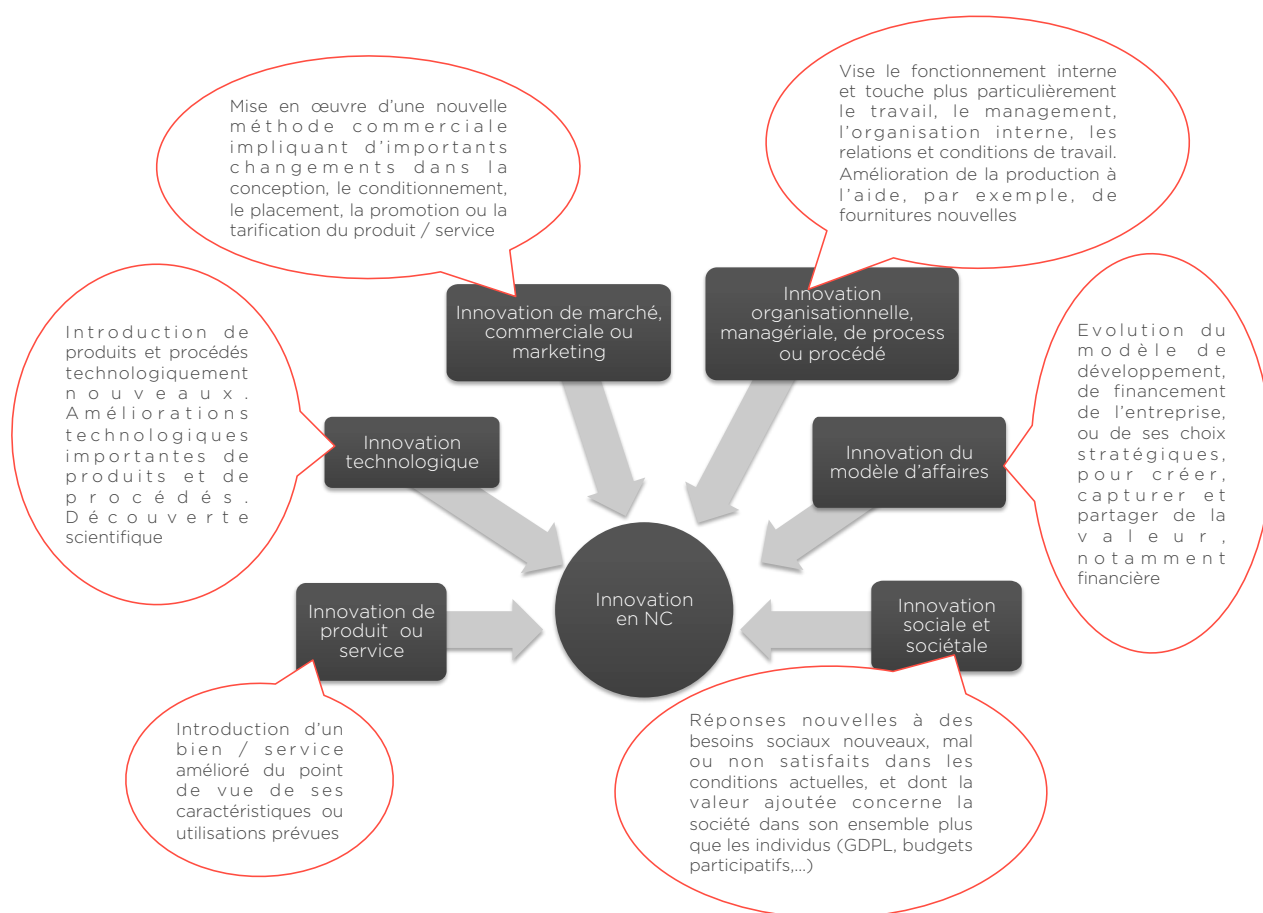 Vise le fonctionnement interne
et touche plus particulièrement
le travail, le management,
l’organisation interne, les
relations et conditions de travail.
Amélioration de la production à
l’aide, par exemple, de
fournitures nouvelles
Mise en œuvre d’une nouvelle
méthode commerciale
impliquant d’importants
changements dans la
conception, le conditionnement,
le placement, la promotion ou la
tarification du produit / service
Innovation de marché,
commerciale ou
marketing
Innovation
organisationnelle,
managériale, de process
ou procédé
Introduction de
produits et procédés
technologiquement
nouveaux.
Améliorations
technologiques
importantes de
produits et de
procédés.
Découverte
scientifique
Innovation
technologique
Innovation du
modèle d’affaires
Evolution du
modèle de
développement,
de financement
de l’entreprise,
ou de ses choix
stratégiques,
pour créer,
capturer et
partager de la
valeur,
notamment
financière
Innovation de
produit ou
service
Innovation
en NC
Innovation
sociale et
sociétale
Introduction d’un
bien / service
amélioré du point
de vue de ses
caractéristiques ou
utilisations prévues
Réponses nouvelles à des
besoins sociaux nouveaux, mal
ou non satisfaits dans les
conditions actuelles, et dont la
valeur ajoutée concerne la
société dans son ensemble plus
que les individus (GDPL, budgets
participatifs,...)